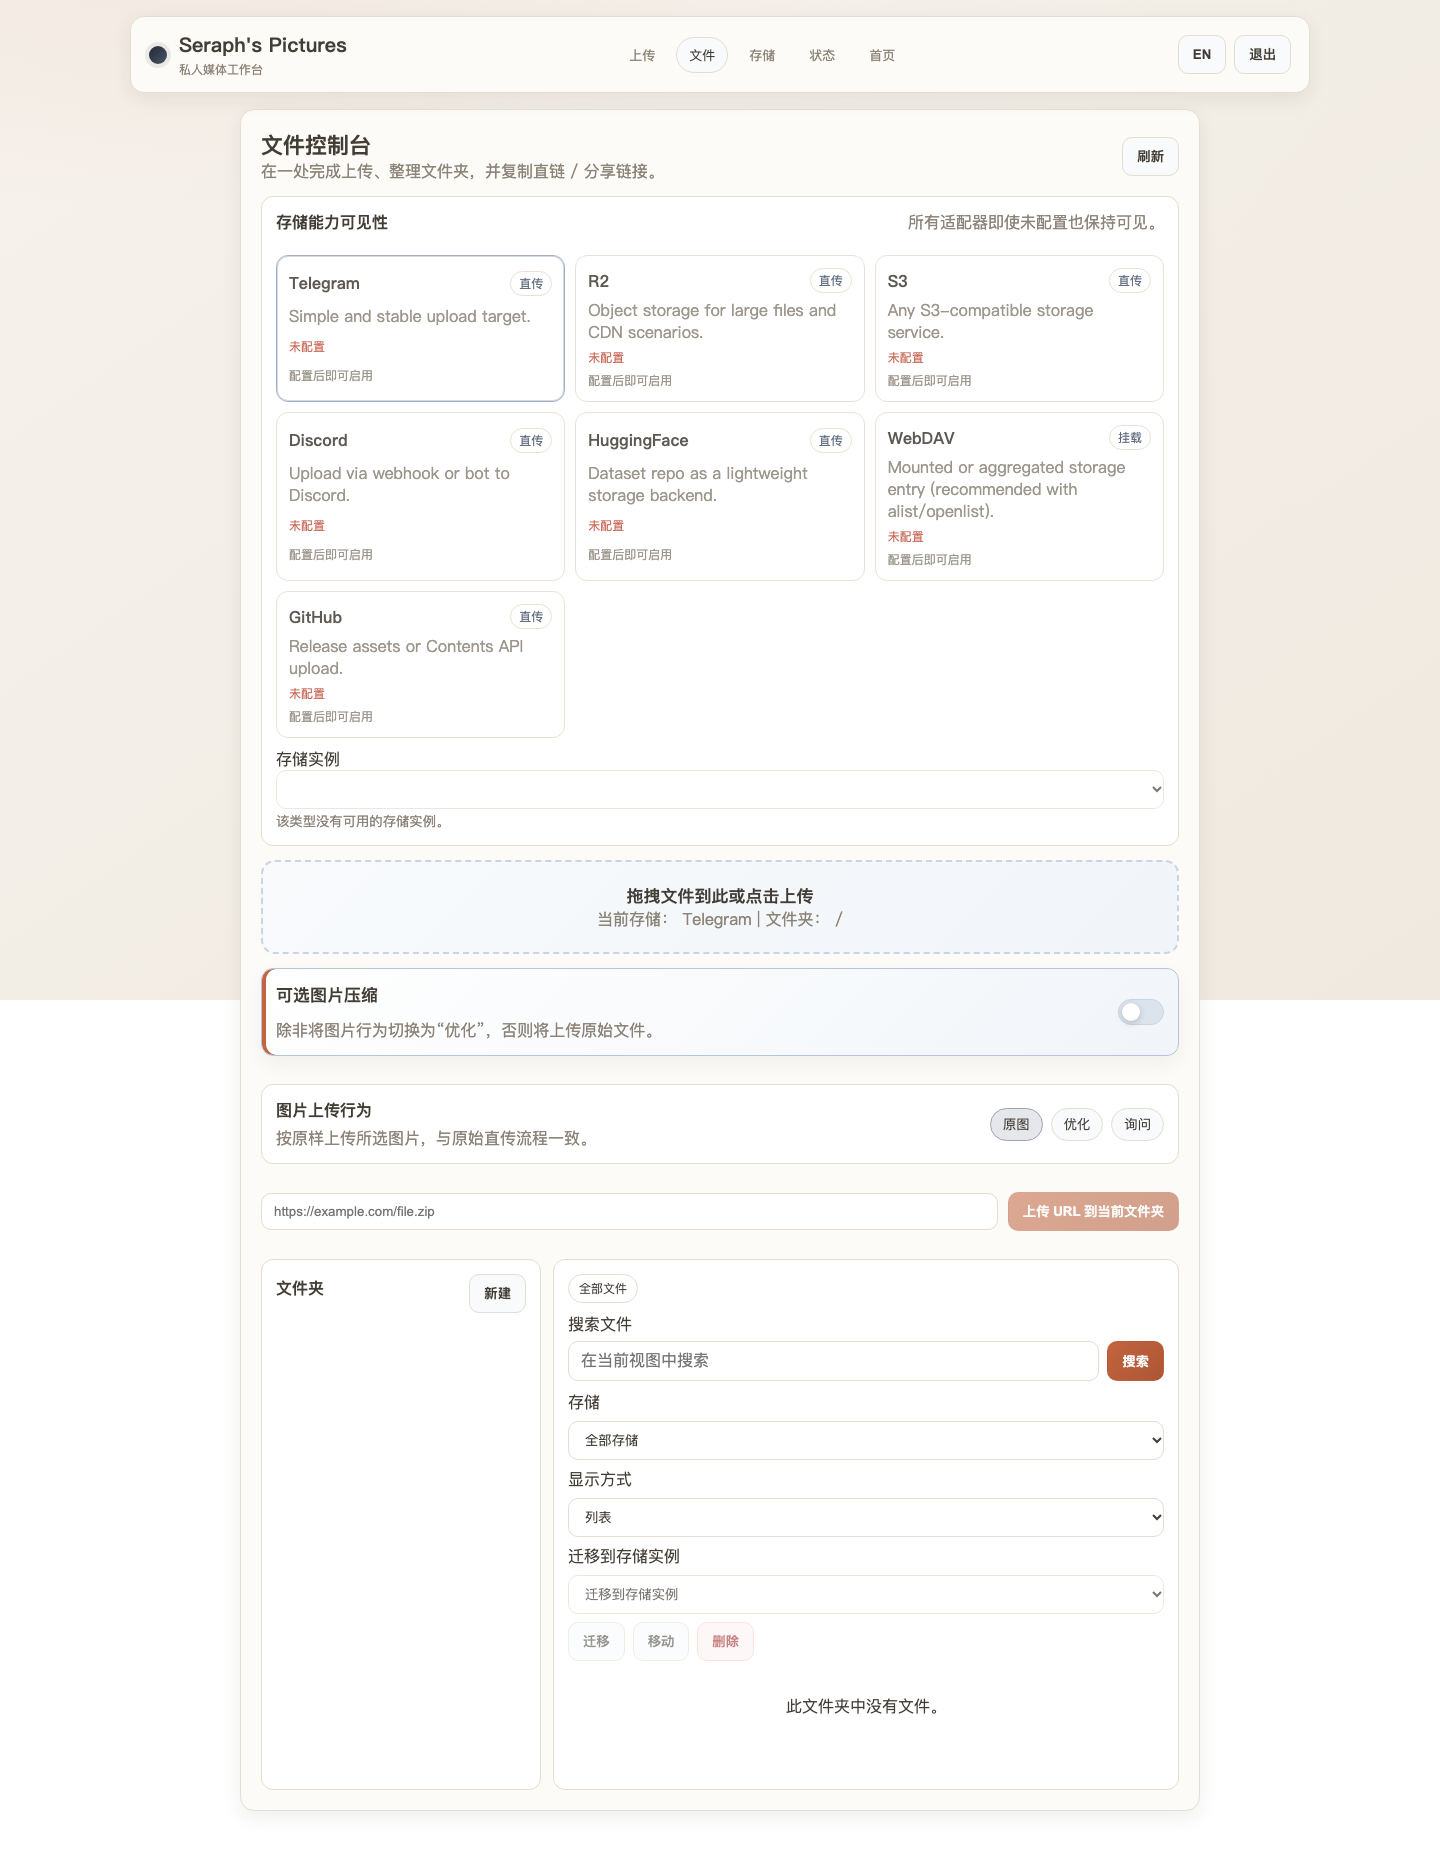 Seraph's Pictures
私人媒体工作台
上传
文件
存储
状态
首页
EN
退出
文件控制台
在一处完成上传、整理文件夹，并复制直链 / 分享链接。
刷新
存储能力可见性
所有适配器即使未配置也保持可见。
Telegram
直传
Simple and stable upload target.
未配置
配置后即可启用
R2
直传
Object storage for large files and
CDN scenarios.
未配置
配置后即可启用
S3
直传
Any S3-compatible storage
service.
未配置
配置后即可启用
Discord
直传
Upload via webhook or bot to
Discord.
未配置
配置后即可启用
HuggingFace
直传
Dataset repo as a lightweight
storage backend.
未配置
配置后即可启用
WebDAV
挂载
Mounted or aggregated storage
entry (recommended with
alist/openlist).
未配置
配置后即可启用
GitHub
直传
Release assets or Contents API
upload.
未配置
配置后即可启用
存储实例
该类型没有可用的存储实例。
拖拽文件到此或点击上传
当前存储： Telegram | 文件夹： /
可选图片压缩
除非将图片行为切换为“优化”，否则将上传原始文件。
图片上传行为
按原样上传所选图片，与原始直传流程一致。
原图
优化
询问
https://example.com/file.zip
上传 URL 到当前文件夹
文件夹
新建
全部文件
搜索文件
在当前视图中搜索
搜索
存储
全部存储
显示方式
列表
迁移到存储实例
迁移到存储实例
迁移
移动
删除
此文件夹中没有文件。